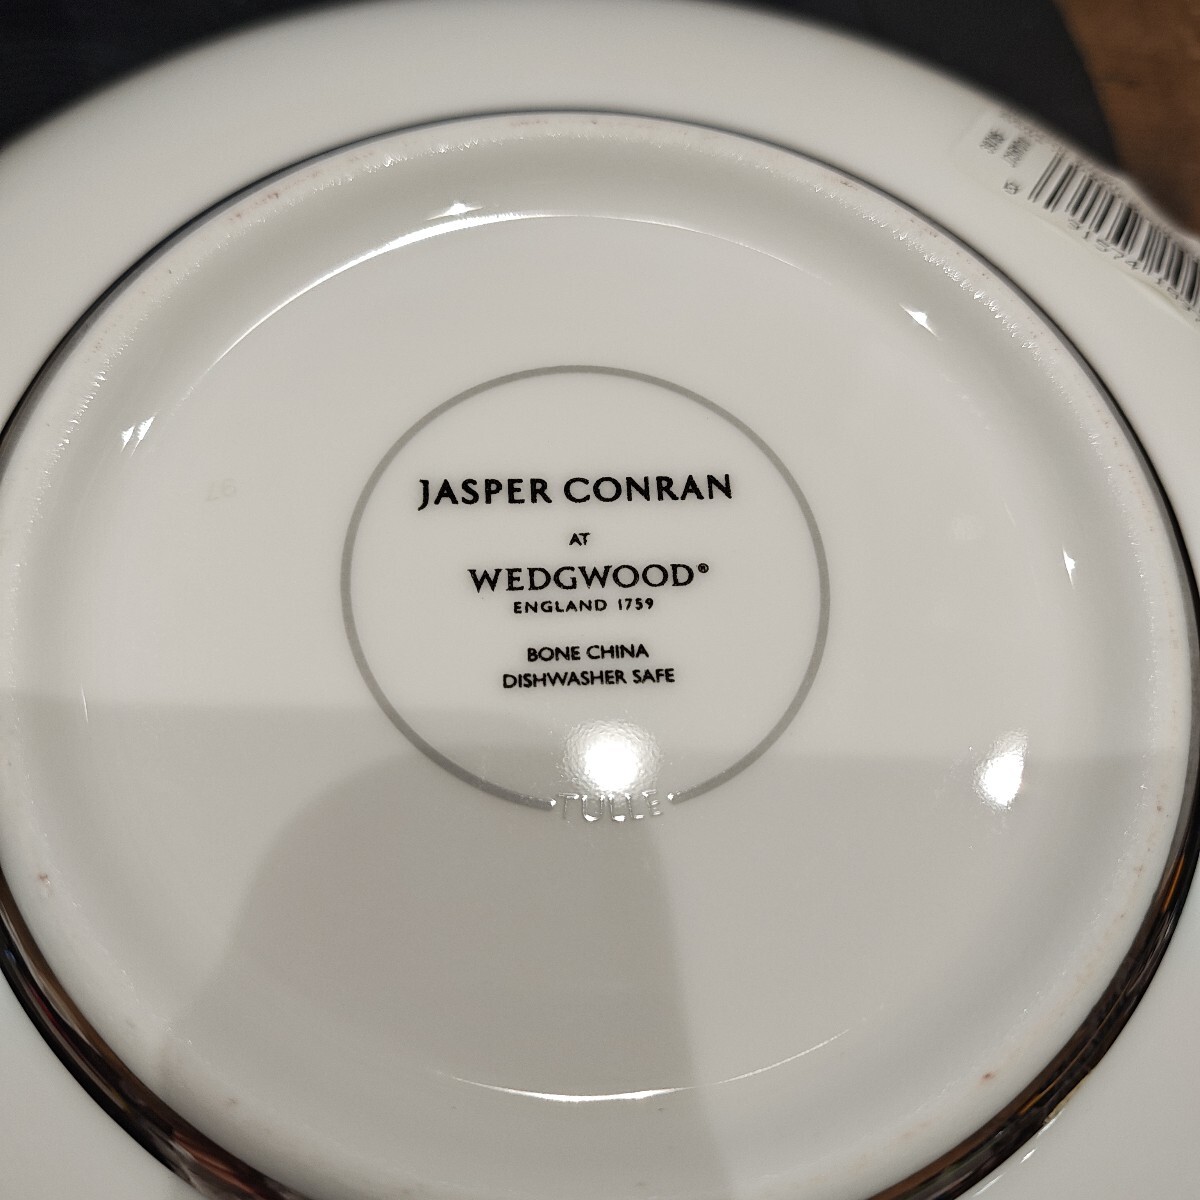 JASPER CONRAN
AT
WEDGWOOD®
ENGLAND 1759
BONE CHINA
DISHWASHER SAFE
TULLE